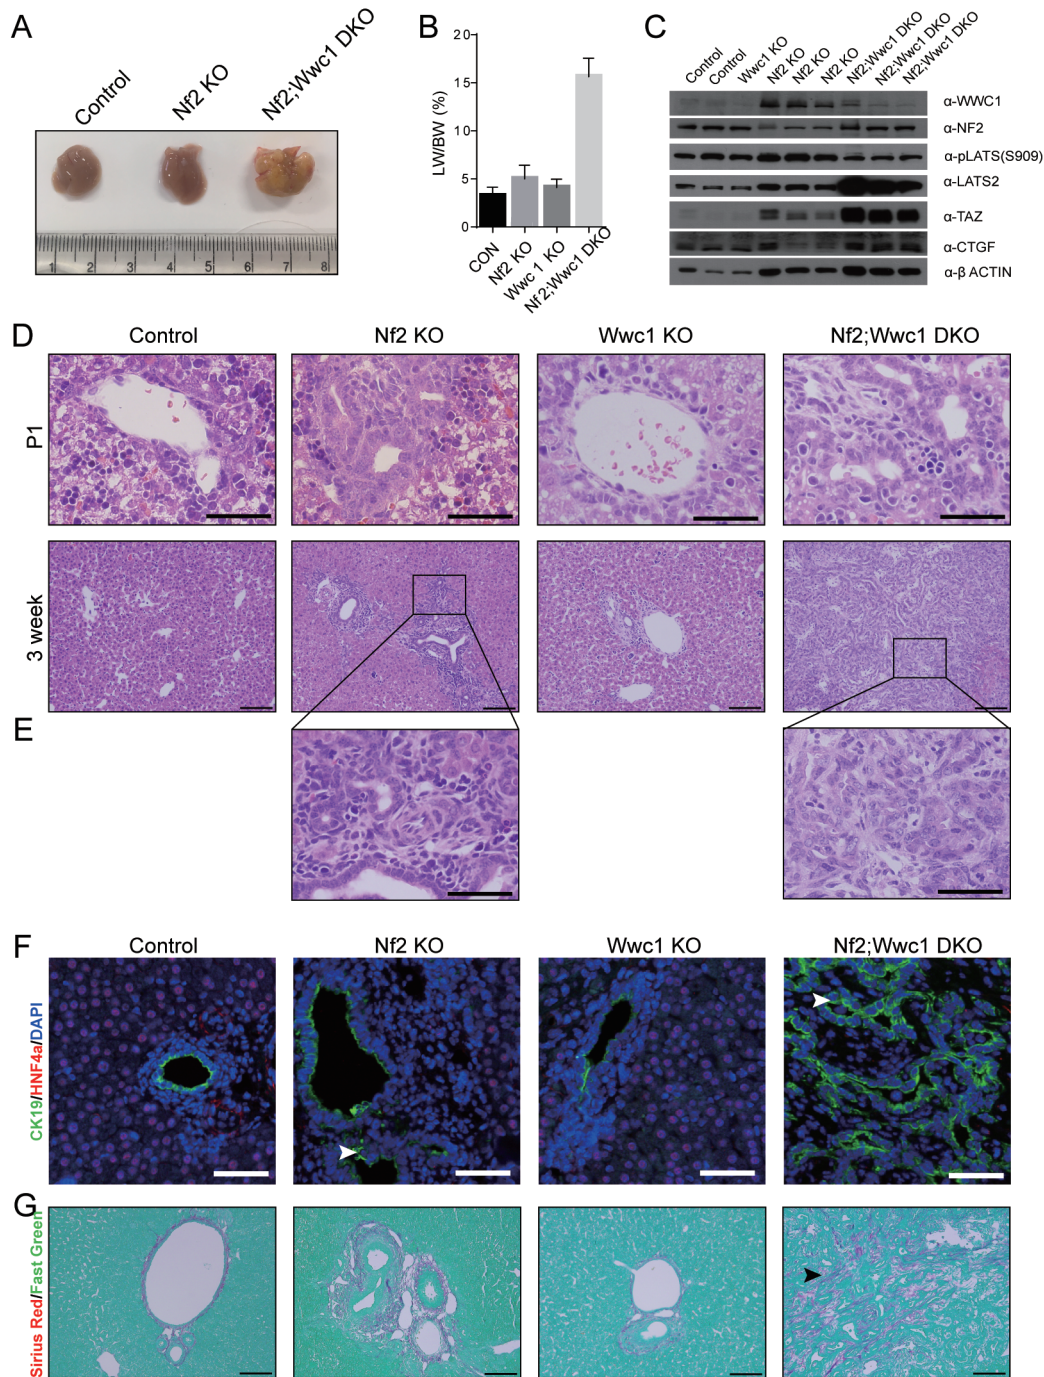 A
Control
Nf2 KO
Nf2;Wwc1 DKO
1 2 3 4 5 6 7 8
B
LW/BW (%)
20
15
10
5
0
CON
Nf2 KO
Wwc 1 KO
Nf2;Wwc1 DKO
C
Control
Control
Wwc1 KO
Nf2 KO
Nf2 KO
Nf2 KO
Nf2;Wwc1 DKO
Nf2;Wwc1 DKO
Nf2;Wwc1 DKO
α-WWC1
α-NF2
α-pLATS(S909)
α-LATS2
α-TAZ
α-CTGF
α-β ACTIN
D
Control
Nf2 KO
Wwc1 KO
Nf2;Wwc1 DKO
P1
3 week
E
F
Control
Nf2 KO
Wwc1 KO
Nf2;Wwc1 DKO
CK19/HNF4a/DAPI
G
Sirius Red/Fast Green